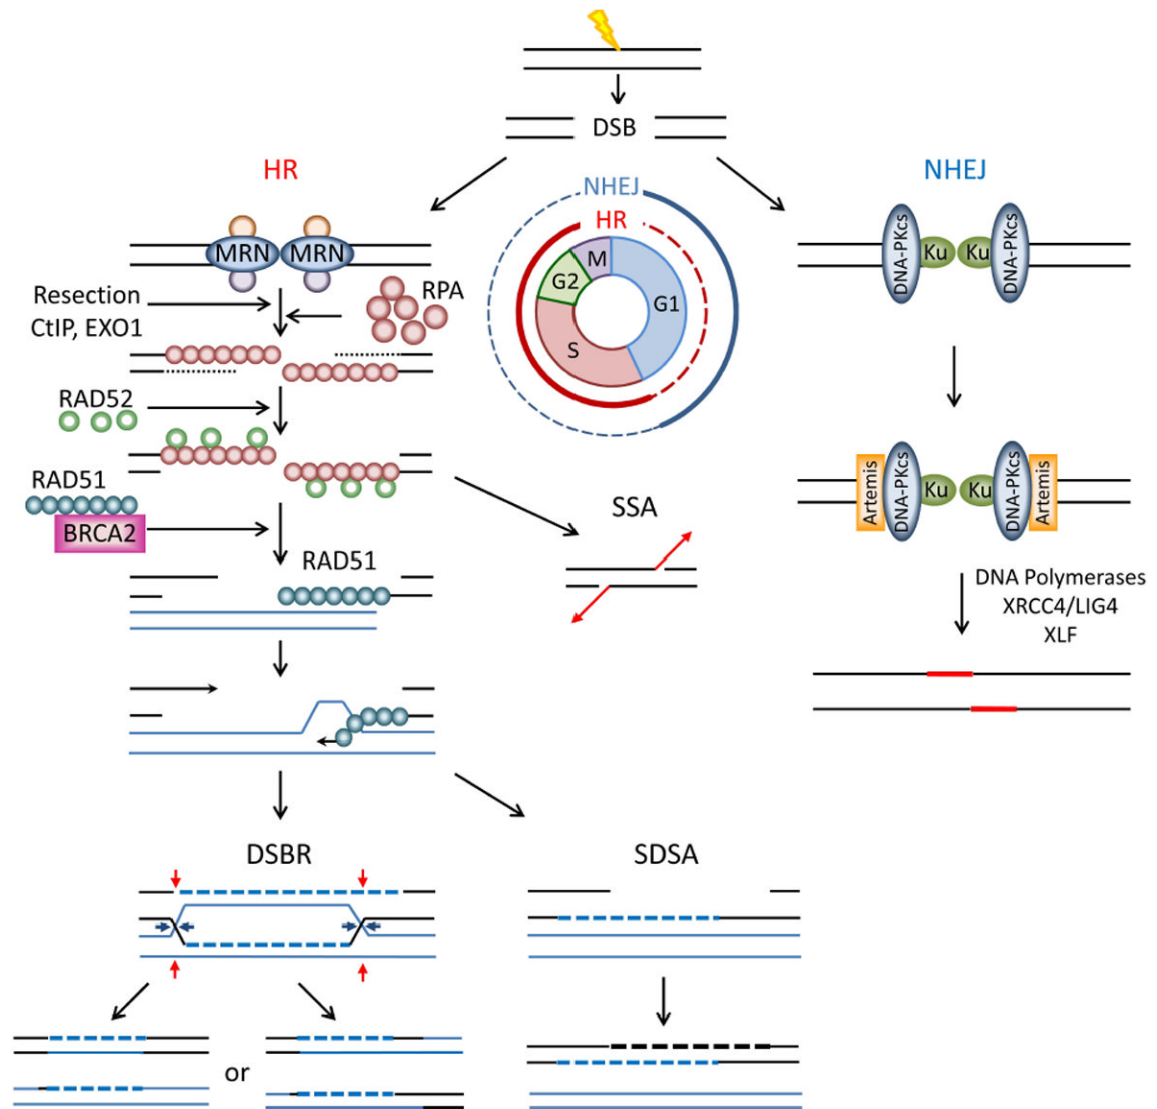 DSB
HR
NHEJ
NHEJ
HR
MRN
MRN
M
G2
G1
S
DNA-PKcs
Ku
Ku
DNA-PKcs
Resection
CtIP, EXO1
RPA
RAD52
RAD51
BRCA2
SSA
Artemis
DNA-PKcs
Ku
Ku
DNA-PKcs
Artemis
RAD51
DNA Polymerases
XRCC4/LIG4
XLF
DSBR
SDSA
or